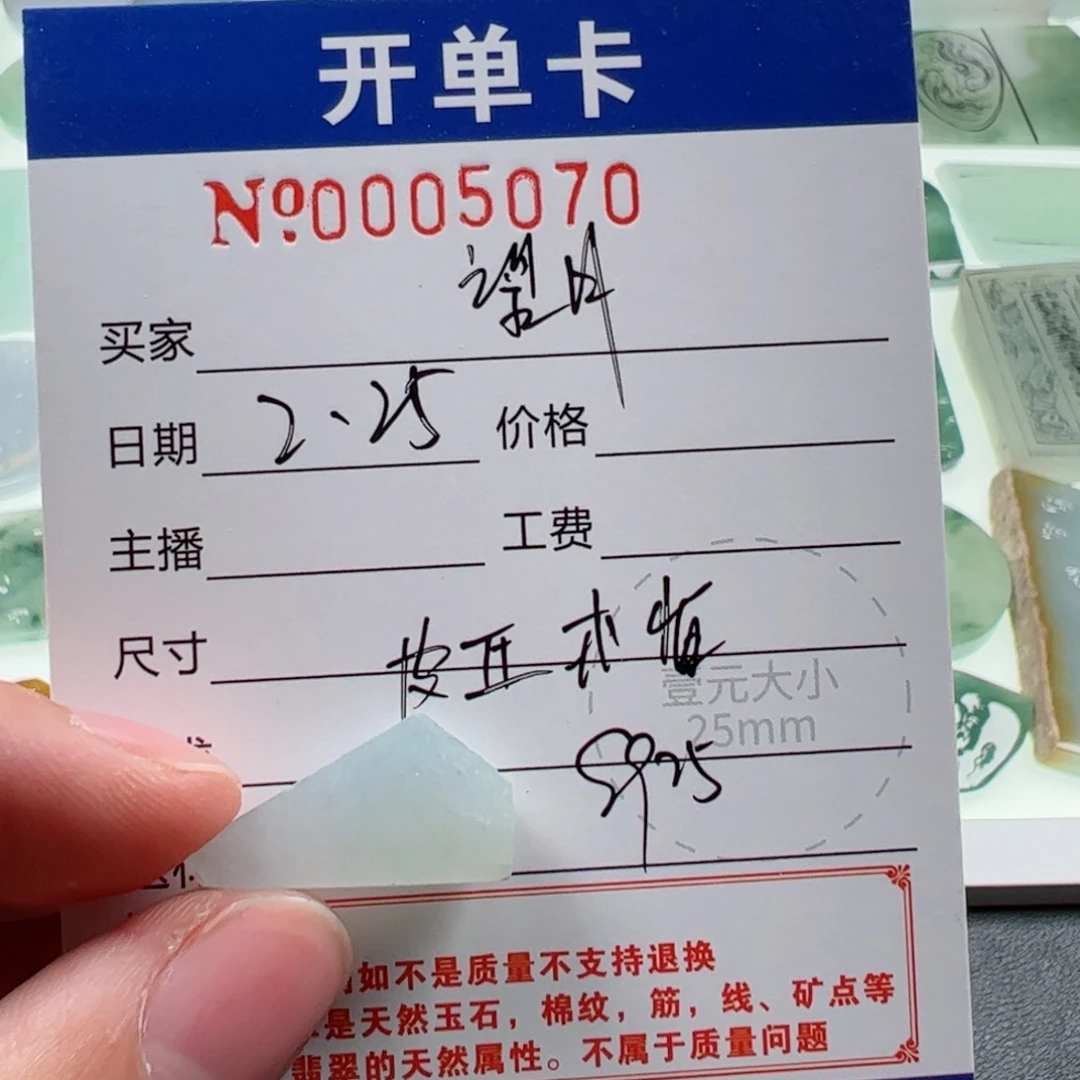 开单卡
№0005070
买家 望月
日期 2、25 价格
主播 工费
尺寸
壹元大小
25mm
如不是质量不支持退换
是天然玉石，棉纹，筋，线、矿点等
翡翠的天然属性。不属于质量问题